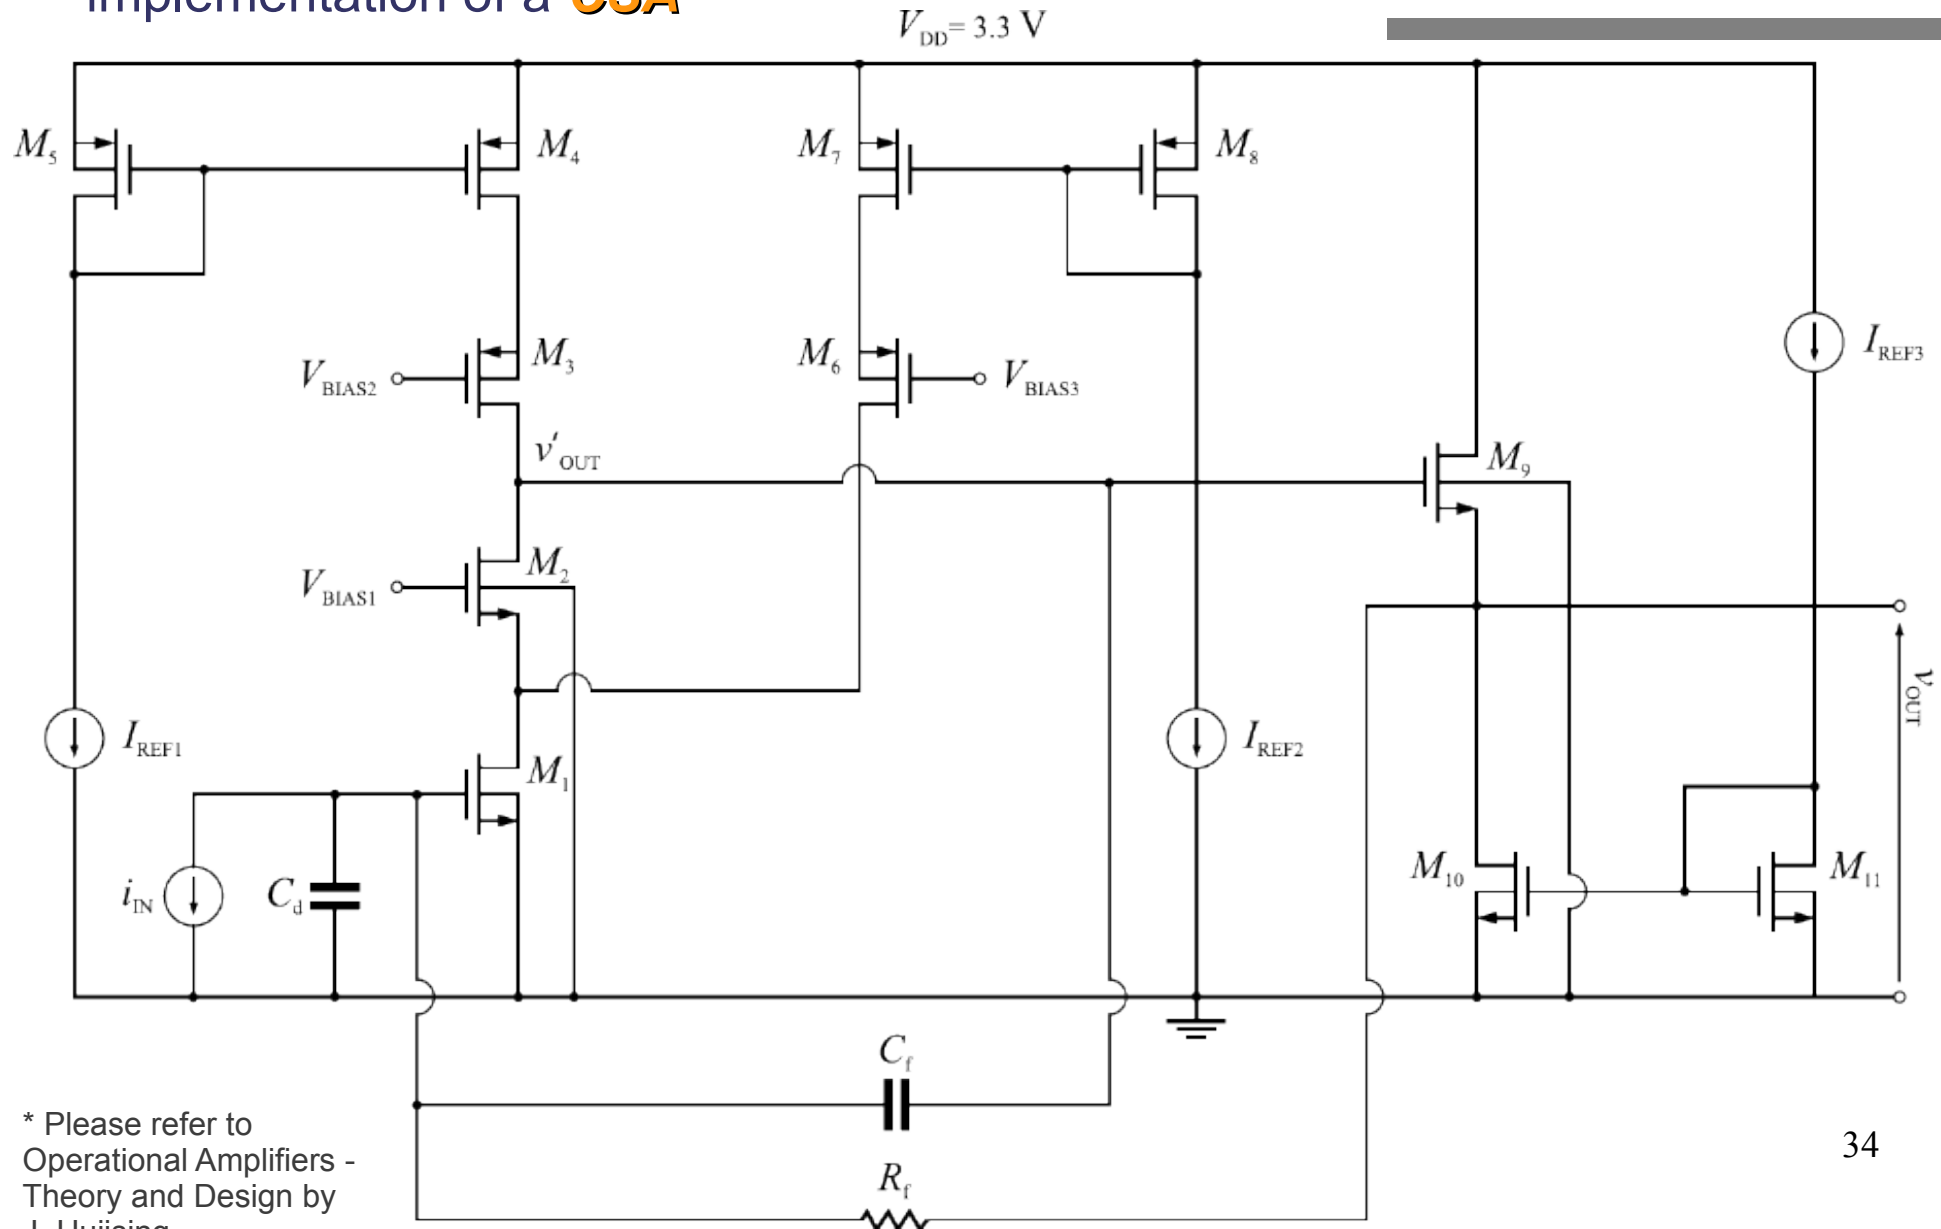 implementation of a CSA
V_DD= 3.3 V
M_5
M_4
M_7
M_8
V_BIAS2
M_3
M_6
V_BIAS3
I_REF3
v'_OUT
M_9
V_BIAS1
M_2
v_OUT
I_REF1
M_1
I_REF2
i_IN
C_d
M_10
M_11
C_f
R_f
* Please refer to
Operational Amplifiers -
Theory and Design by
34